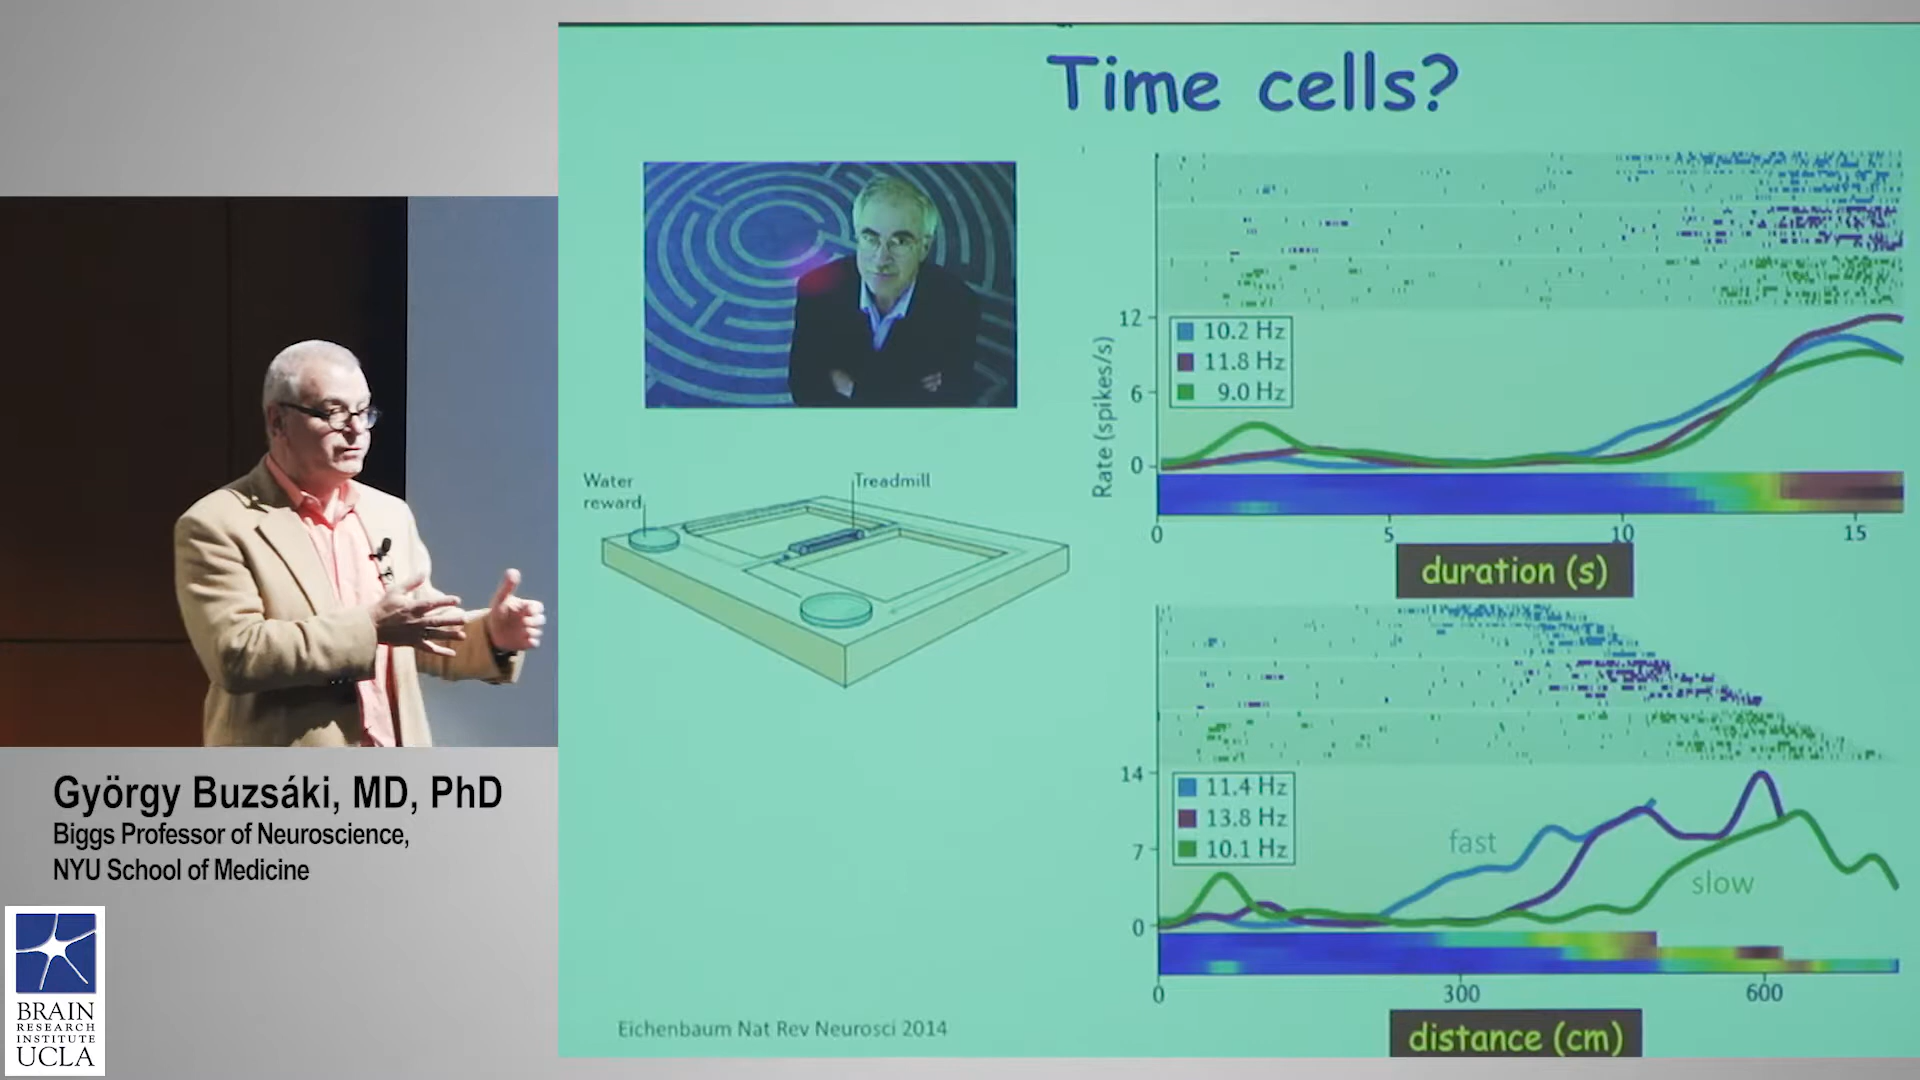 Time cells?
Water
reward
Treadmill
Rate (spikes/s)
12
6
0
10.2 Hz
11.8 Hz
9.0 Hz
0
5
10
15
duration (s)
14
7
0
11.4 Hz
13.8 Hz
10.1 Hz
fast
slow
0
300
600
distance (cm)
Eichenbaum Nat Rev Neurosci 2014
György Buzsáki, MD, PhD
Biggs Professor of Neuroscience,
NYU School of Medicine
BRAIN
RESEARCH
INSTITUTE
UCLA